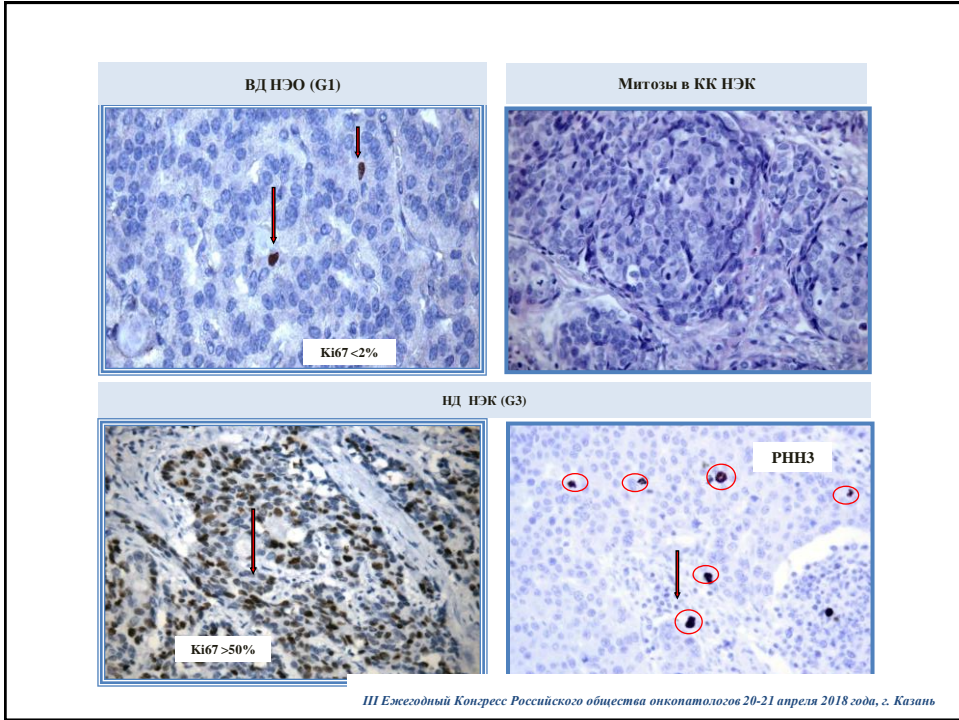 ВД НЭО (G1)
Митозы в КК НЭК
Ki67 <2%
НД НЭК (G3)
PHH3
Ki67 >50%
III Ежегодный Конгресс Российского общества онкопатологов 20-21 апреля 2018 года, г. Казань